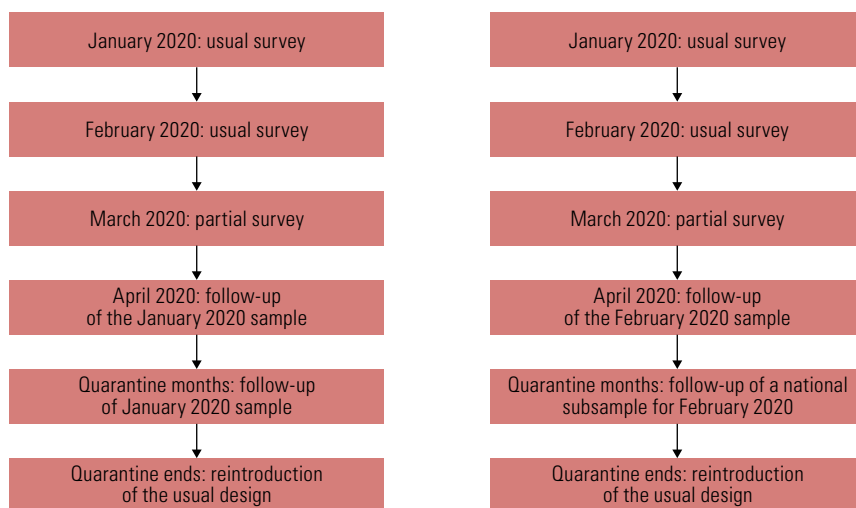 January 2020: usual survey
February 2020: usual survey
March 2020: partial survey
April 2020: follow-up
of the January 2020 sample
Quarantine months: follow-up
of January 2020 sample
Quarantine ends: reintroduction
of the usual design
January 2020: usual survey
February 2020: usual survey
March 2020: partial survey
April 2020: follow-up
of the February 2020 sample
Quarantine months: follow-up of a national
subsample for February 2020
Quarantine ends: reintroduction
of the usual design